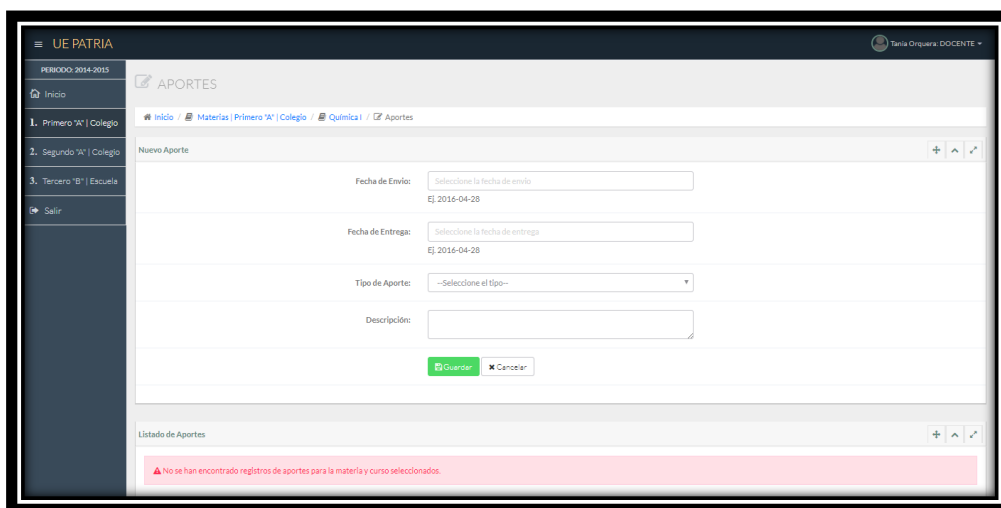 UE PATRIA
Tania Orquera: DOCENTE
PERIODO: 2014-2015
Inicio
1. Primero "A" | Colegio
2. Segundo "A" | Colegio
3. Tercero "B" | Escuela
Salir
APORTES
Inicio / Materias | Primero "A" | Colegio / Química I / Aportes
Nuevo Aporte
Fecha de Envio: Seleccione la fecha de envio
Ej. 2016-04-28
Fecha de Entrega: Seleccione la fecha de entrega
Ej. 2016-04-28
Tipo de Aporte: --Seleccione el tipo--
Descripción:
Guardar Cancelar
Listado de Aportes
No se han encontrado registros de aportes para la materia y curso seleccionados.